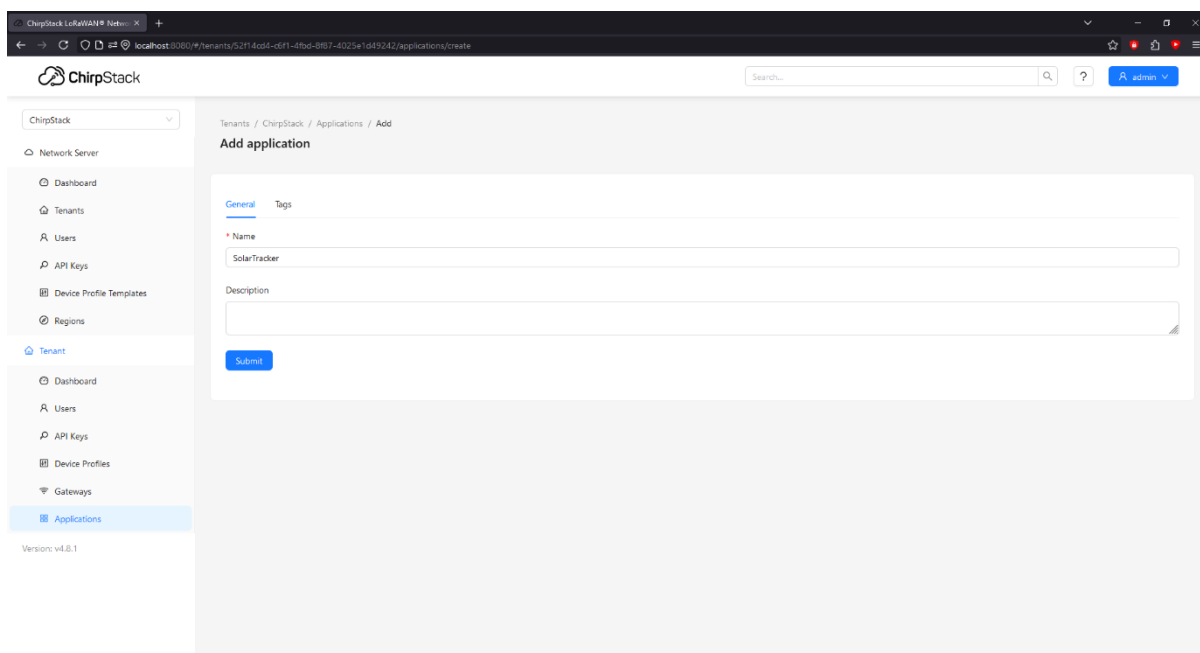 ChirpStack LoRaWAN® Netwo
localhost:8080/#/tenants/52f14cd4-c6f1-4fbd-8f87-4025e1d49242/applications/create
ChirpStack
Search...
?
admin
ChirpStack
Network Server
Dashboard
Tenants
Users
API Keys
Device Profile Templates
Regions
Tenant
Dashboard
Users
API Keys
Device Profiles
Gateways
Applications
Version: v4.8.1
Tenants / ChirpStack / Applications / Add
Add application
General Tags
* Name
SolarTracker
Description
Submit